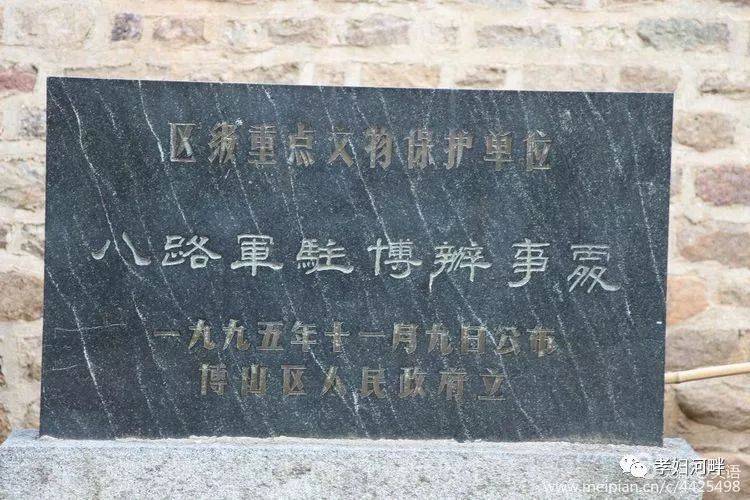 区级重点文物保护单位
八路軍駐博辦事處
一九九五年十一月九日公布
博山区人民政府立
孝妇河畔
www.meipian.cn/c/4425498